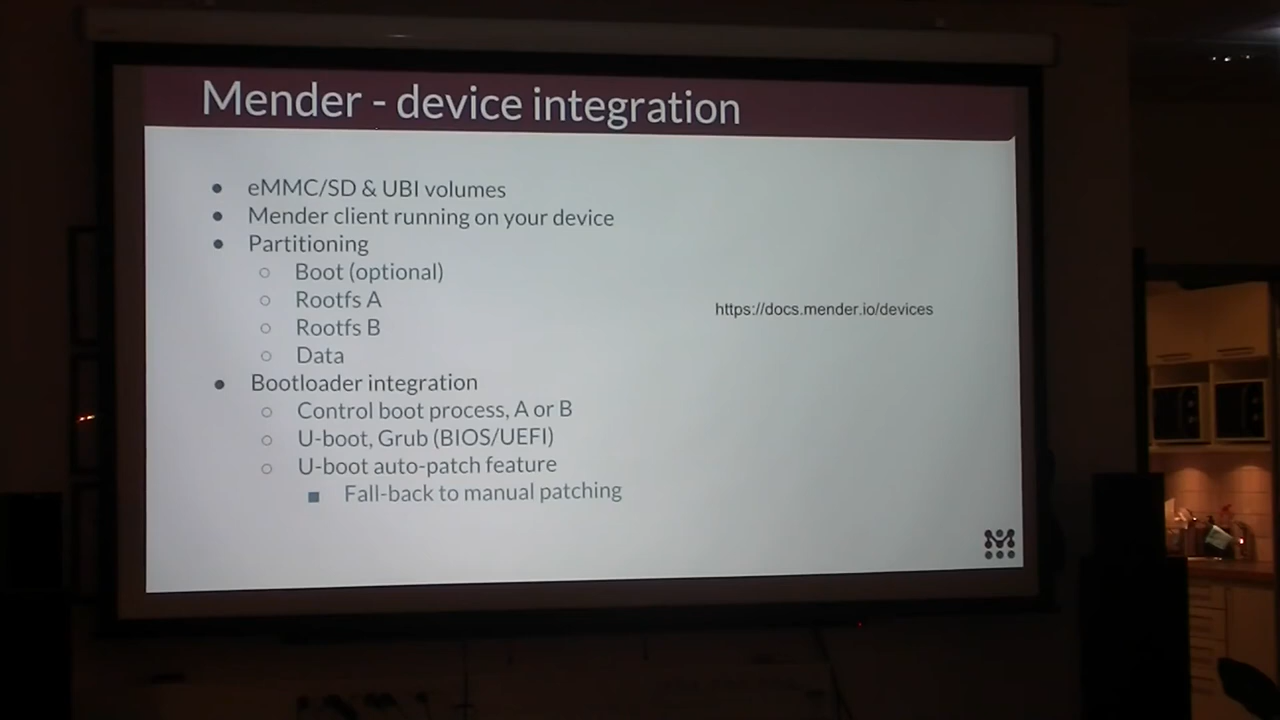 Mender - device integration
● eMMC/SD & UBI volumes
● Mender client running on your device
● Partitioning
○ Boot (optional)
○ Rootfs A
○ Rootfs B
○ Data
● Bootloader integration
○ Control boot process, A or B
○ U-boot, Grub (BIOS/UEFI)
○ U-boot auto-patch feature
■ Fall-back to manual patching
https://docs.mender.io/devices